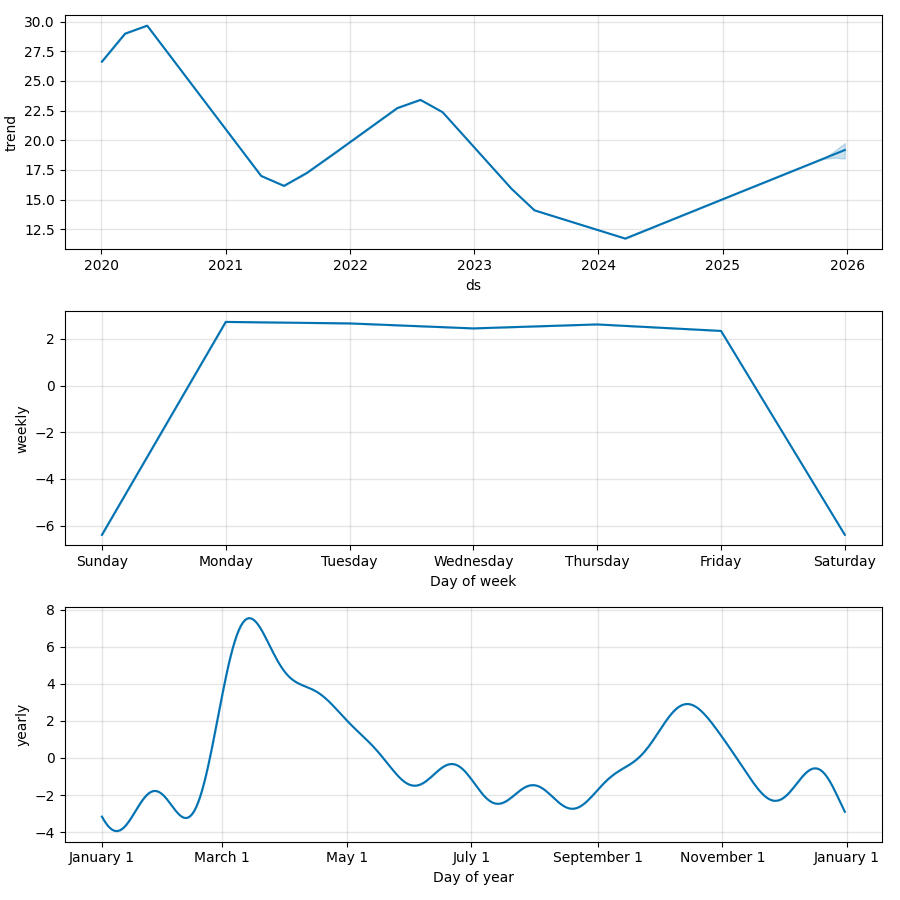 30.0
27.5
25.0
22.5
20.0
17.5
15.0
12.5
trend
2020 2021 2022 2023 2024 2025 2026
ds
2
0
−2
−4
−6
weekly
Sunday Monday Tuesday Wednesday Thursday Friday Saturday
Day of week
8
6
4
2
0
−2
−4
yearly
January 1 March 1 May 1 July 1 September 1 November 1 January 1
Day of year